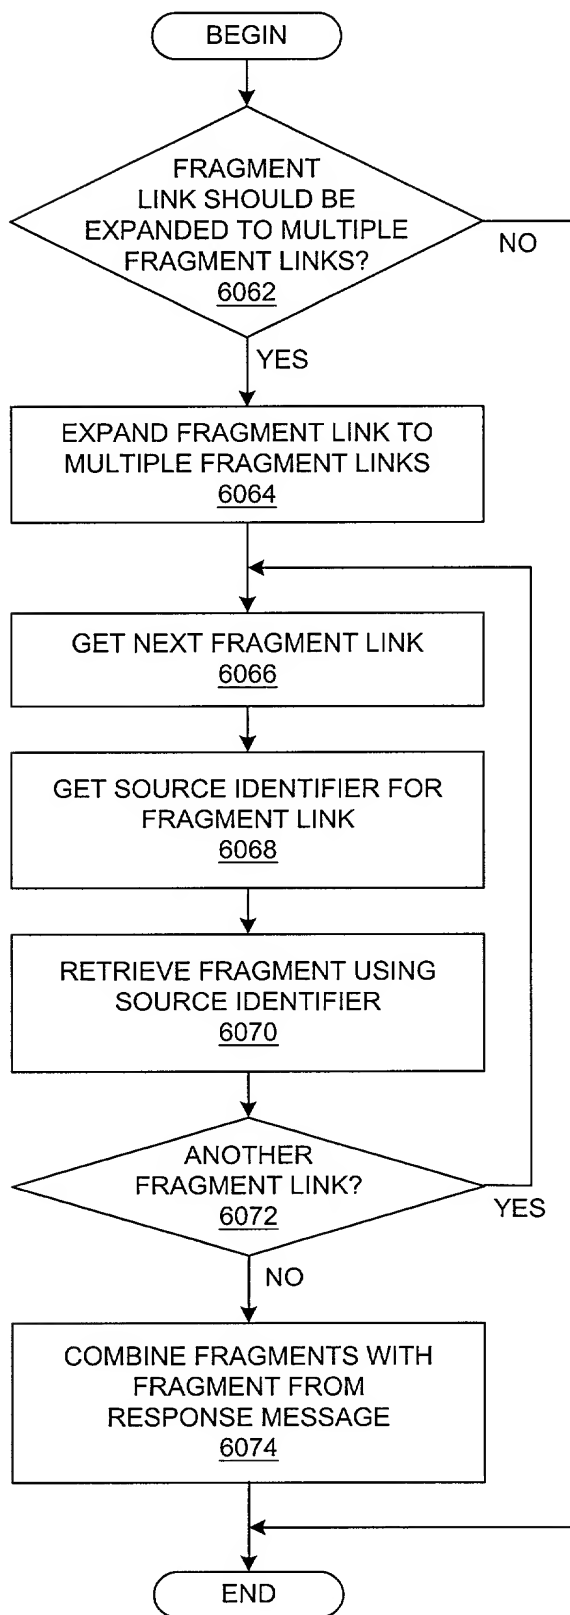 BEGIN
FRAGMENT
LINK SHOULD BE
EXPANDED TO MULTIPLE
FRAGMENT LINKS?
6062
NO
YES
EXPAND FRAGMENT LINK TO
MULTIPLE FRAGMENT LINKS
6064
GET NEXT FRAGMENT LINK
6066
GET SOURCE IDENTIFIER FOR
FRAGMENT LINK
6068
RETRIEVE FRAGMENT USING
SOURCE IDENTIFIER
6070
ANOTHER
FRAGMENT LINK?
6072
YES
NO
COMBINE FRAGMENTS WITH
FRAGMENT FROM
RESPONSE MESSAGE
6074
END